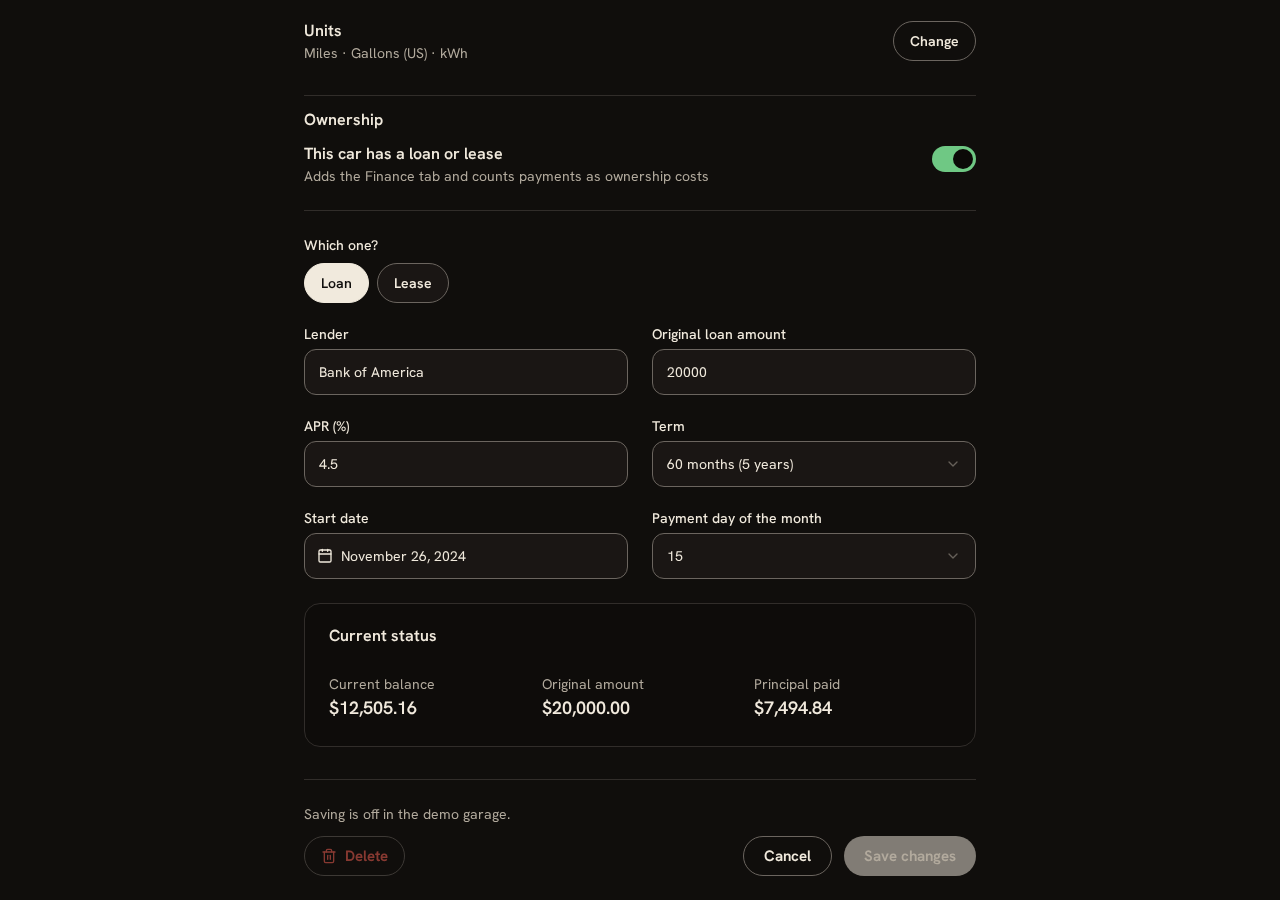 Units
Miles · Gallons (US) · kWh
Change
Ownership
This car has a loan or lease
Adds the Finance tab and counts payments as ownership costs
Which one?
Loan
Lease
Lender
Original loan amount
Bank of America
20000
APR (%)
Term
4.5
60 months (5 years)
Start date
Payment day of the month
November 26, 2024
15
Current status
Current balance
Original amount
Principal paid
$12,505.16
$20,000.00
$7,494.84
Saving is off in the demo garage.
Delete
Cancel
Save changes